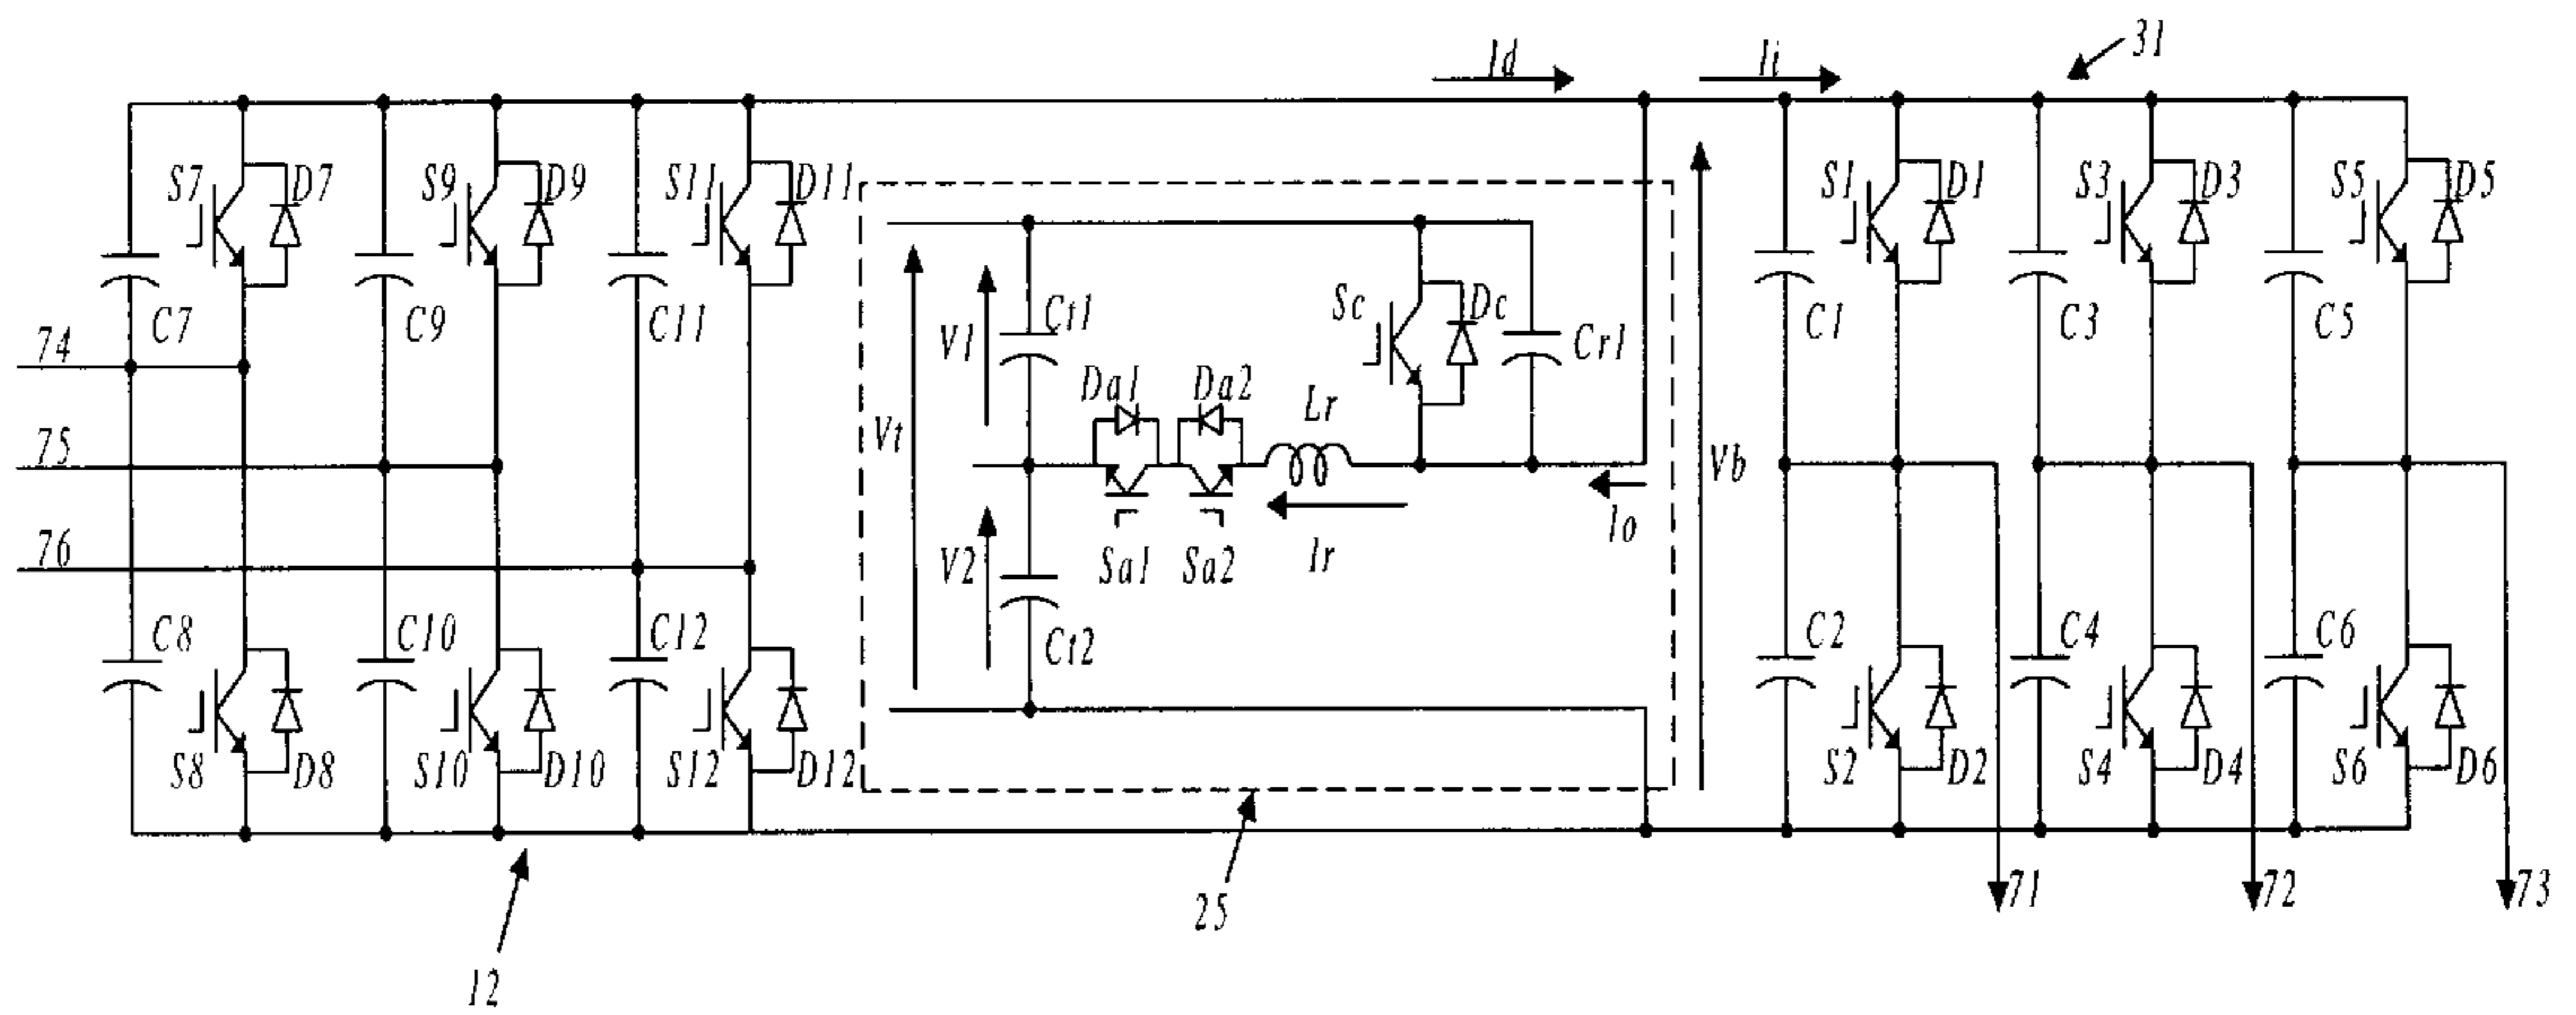 Id
Ii
31
S7
D7
S9
D9
S11
D11
S1
D1
S3
D3
S5
D5
C7
C9
C11
V1
Ct1
Sc
Dc
Cr1
C1
C3
C5
74
Da1
Da2
Lr
Vt
Vb
75
Io
76
V2
Sa1
Sa2
Ir
C8
C10
C12
Ct2
C2
C4
C6
S8
D8
S10
D10
S12
D12
S2
D2
S4
D4
S6
D6
25
71
72
73
12